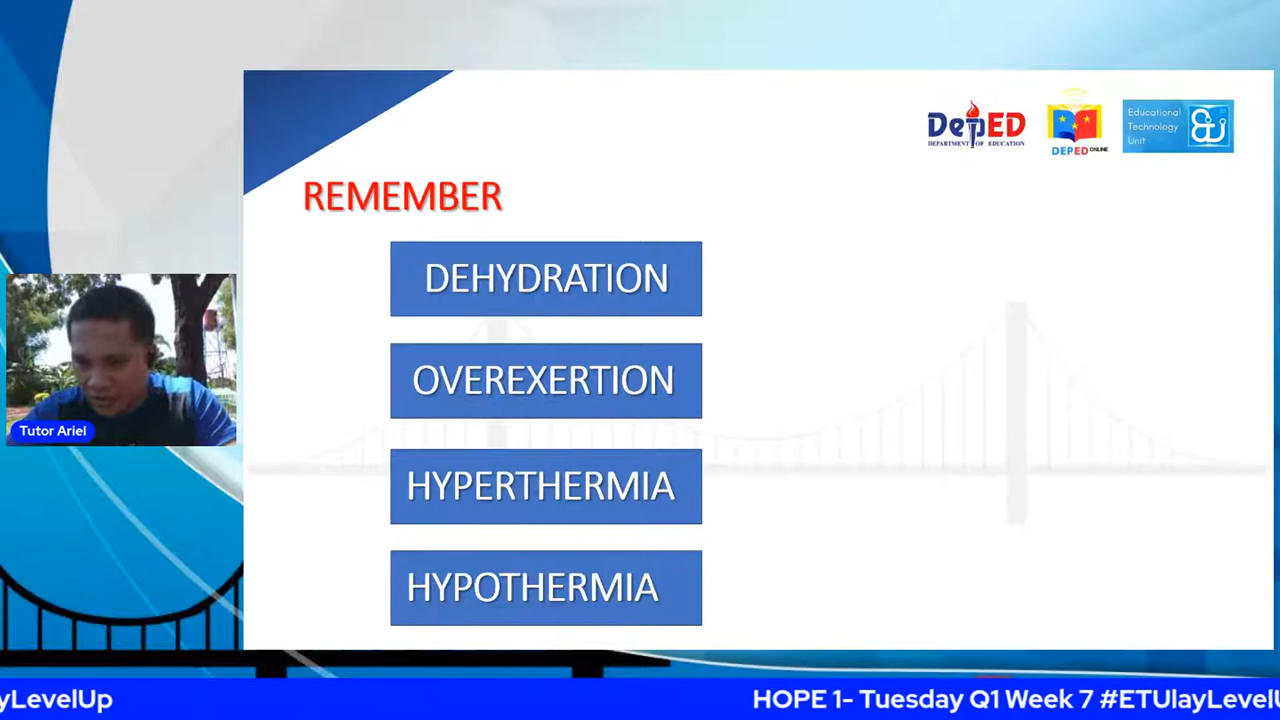 DepED
DEPARTMENT OF EDUCATION
DEPED ONLINE
Educational
Technology
Unit
REMEMBER
DEHYDRATION
OVEREXERTION
HYPERTHERMIA
HYPOTHERMIA
Tutor Ariel
yLevelUp
HOPE 1- Tuesday Q1 Week 7 #ETUlayLevelU